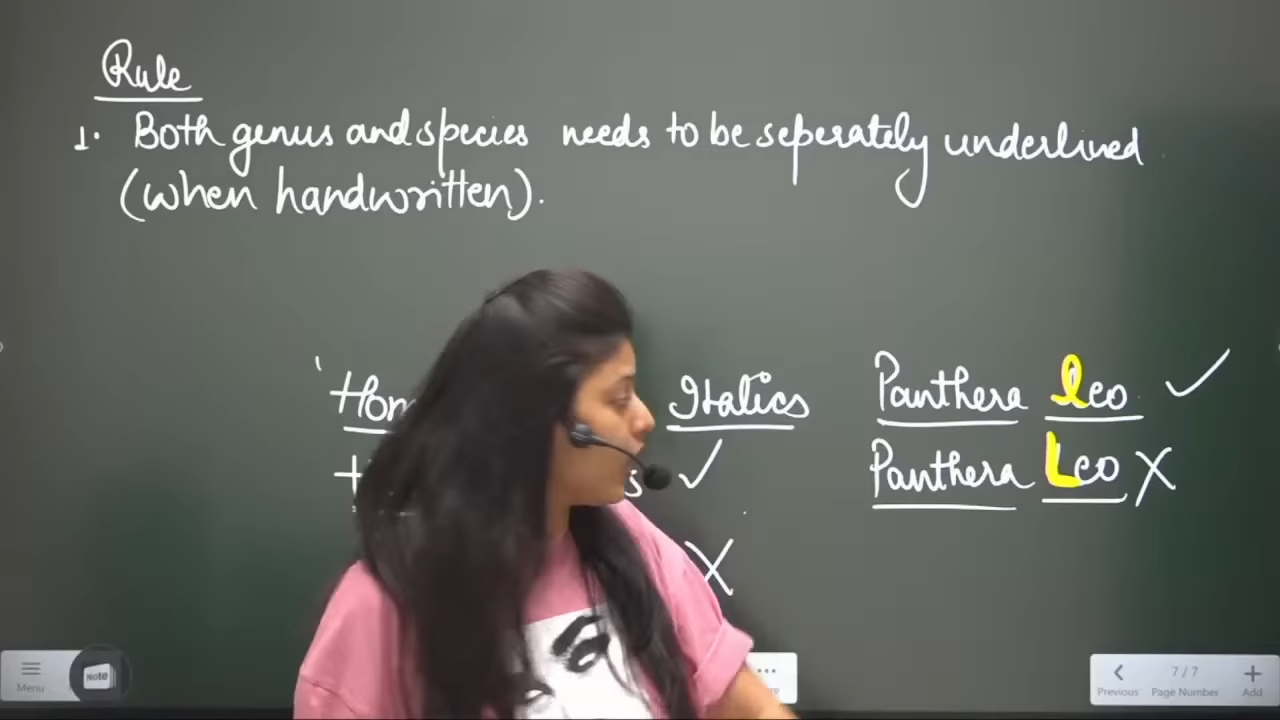 Rule
1. Both genus and species needs to be seperately underlined
(when handwritten).
Italics
Panthera leo ✓
✓
Panthera Leo X
X
Note
Menu
Previous
7/7
Page Number
Add